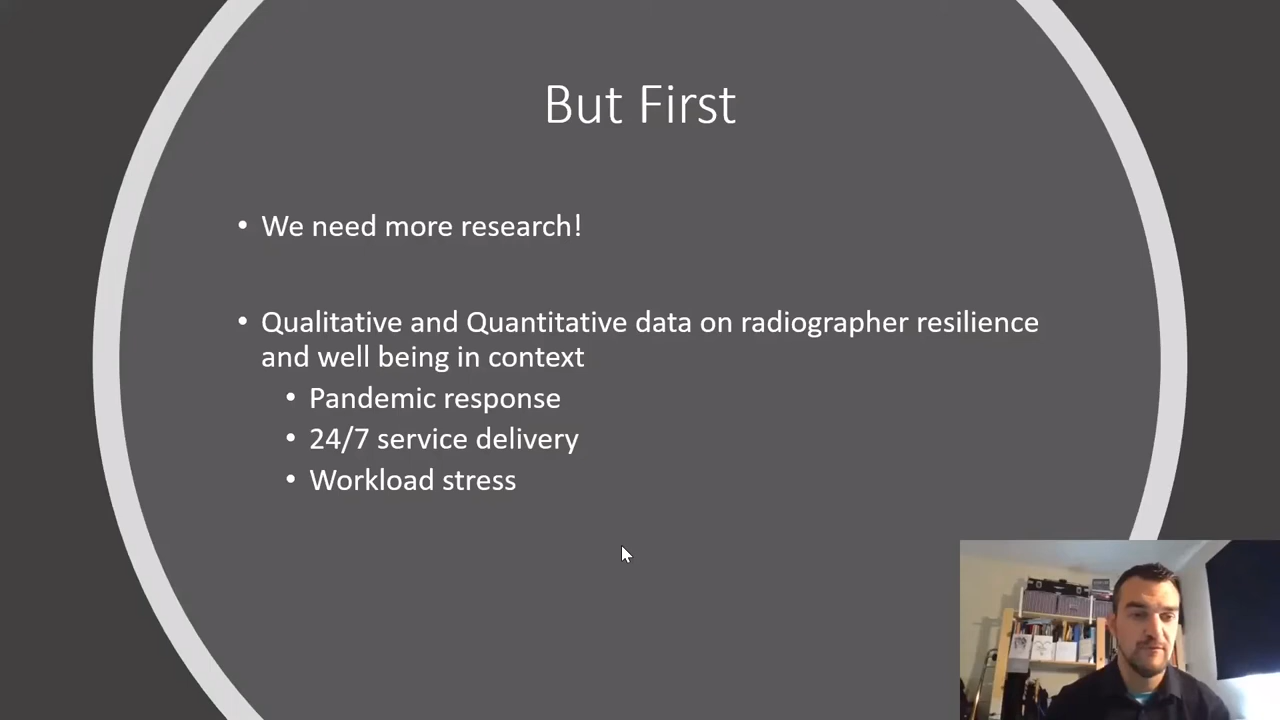 But First
• We need more research!
• Qualitative and Quantitative data on radiographer resilience
and well being in context
• Pandemic response
• 24/7 service delivery
• Workload stress